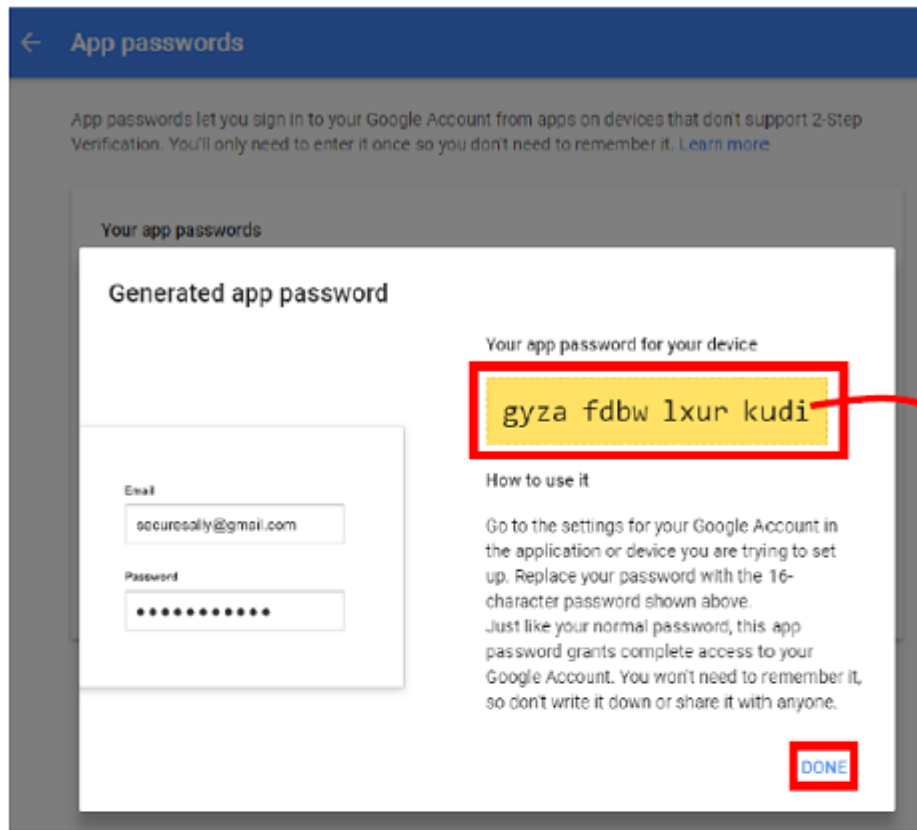 App passwords
App passwords let you sign in to your Google Account from apps on devices that don't support 2-Step
Verification. You'll only need to enter it once so you don't need to remember it. Learn more
Your app passwords
Generated app password
Your app password for your device
gyza fdbw lxur kudi
Email
securesally@gmail.com
Password
How to use it
Go to the settings for your Google Account in
the application or device you are trying to set
up. Replace your password with the 16-
character password shown above.
Just like your normal password, this app
password grants complete access to your
Google Account. You won't need to remember it,
so don't write it down or share it with anyone.
DONE